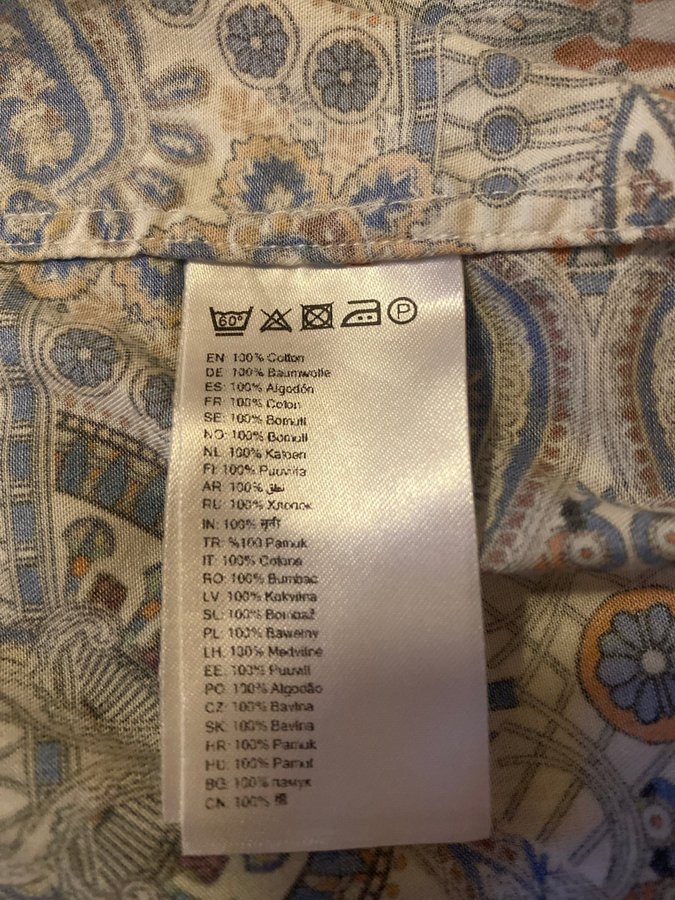 60°
P
EN: 100% Cotton
DE: 100% Baumwolle
ES: 100% Algodón
FR: 100% Coton
SE: 100% Bomull
NO: 100% Bomull
NL: 100% Katoen
FI: 100% Puuvilla
AR: 100% قطن
RU: 100% Хлопок
IN: 100% सूती
TR: %100 Pamuk
IT: 100% Cotone
RO: 100% Bumbac
LV: 100% Kokvilna
SL: 100% Bombaž
PL: 100% Bawełny
LH: 100% Medvilnė
EE: 100% Puuvill
PO: 100% Algodão
CZ: 100% Bavlna
SK: 100% Bavlna
HR: 100% Pamuk
HU: 100% Pamut
BG: 100% памук
CN: 100% 棉